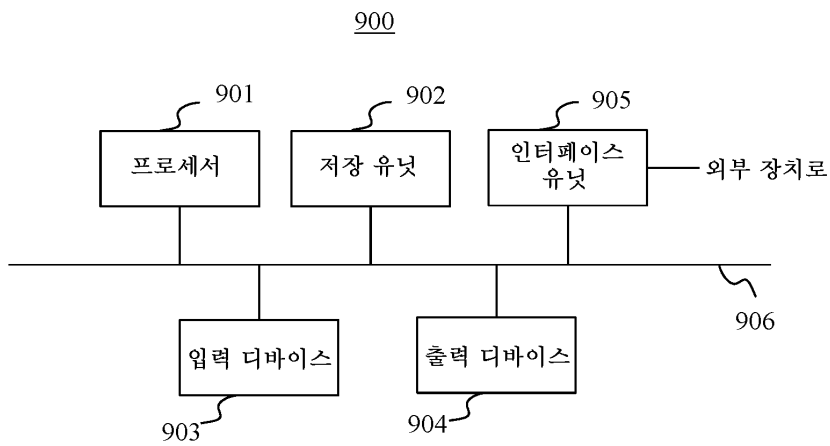 900
901
902
905
프로세서
저장 유닛
인터페이스
유닛
외부 장치로
906
입력 디바이스
출력 디바이스
903
904